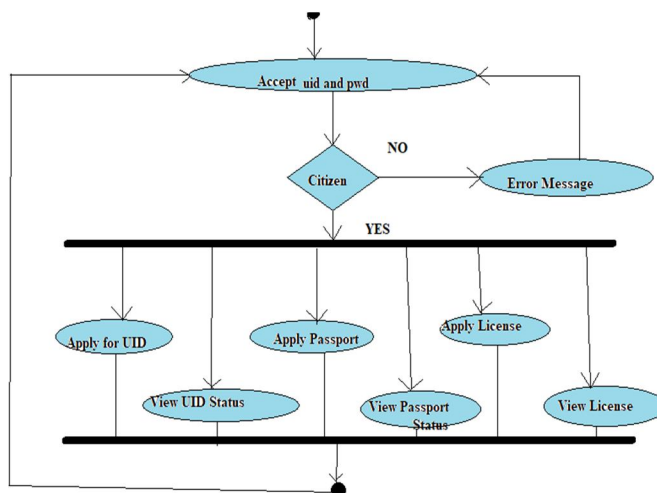 Accept uid and pwd
NO
Citizen
Error Message
YES
Apply for UID
Apply Passport
Apply License
View UID Status
View Passport
Status
View License